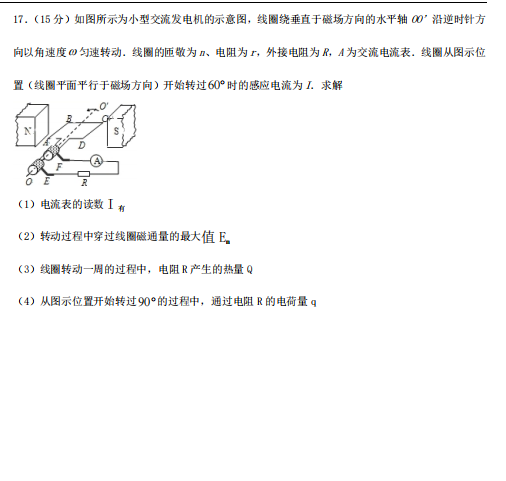 17.(15 分)如图所示为小型交流发电机的示意图，线圈绕垂直于磁场方向的水平轴 OO′ 沿逆时针方
向以角速度 ω 匀速转动．线圈的匝敬为 n、电阻为 r，外接电阻为 R，A 为交流电流表．线圈从图示位
置（线圈平面平行于磁场方向）开始转过60°时的感应电流为 I．求解
O′
B
C
N
S
A
D
F
A
O E R
（1）电流表的读数 I 有
（2）转动过程中穿过线圈磁通量的最大值 Em
（3）线圈转动一周的过程中，电阻 R 产生的热量 Q
（4）从图示位置开始转过90°的过程中，通过电阻 R 的电荷量 q